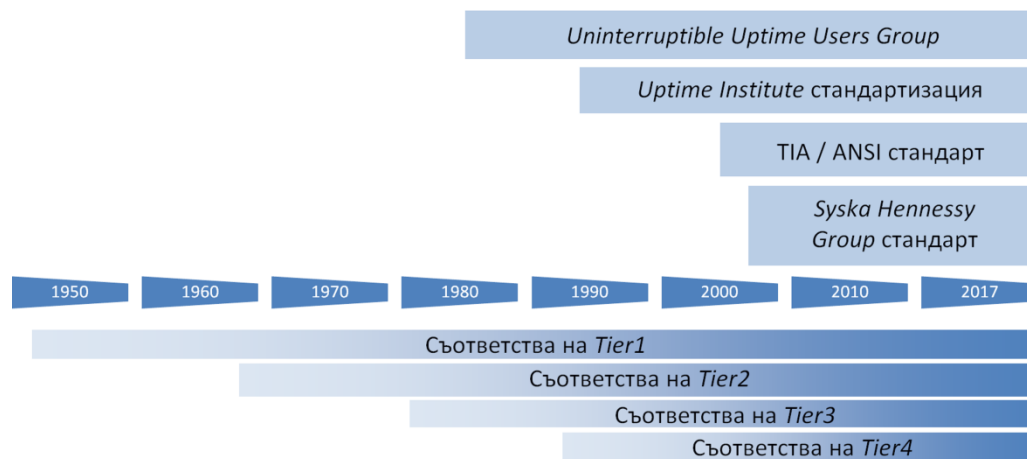 Uninterruptible Uptime Users Group
Uptime Institute стандартизация
TIA / ANSI стандарт
Syska Hennessy
Group стандарт
1950 1960 1970 1980 1990 2000 2010 2017
Съответства на Tier1
Съответства на Tier2
Съответства на Tier3
Съответства на Tier4